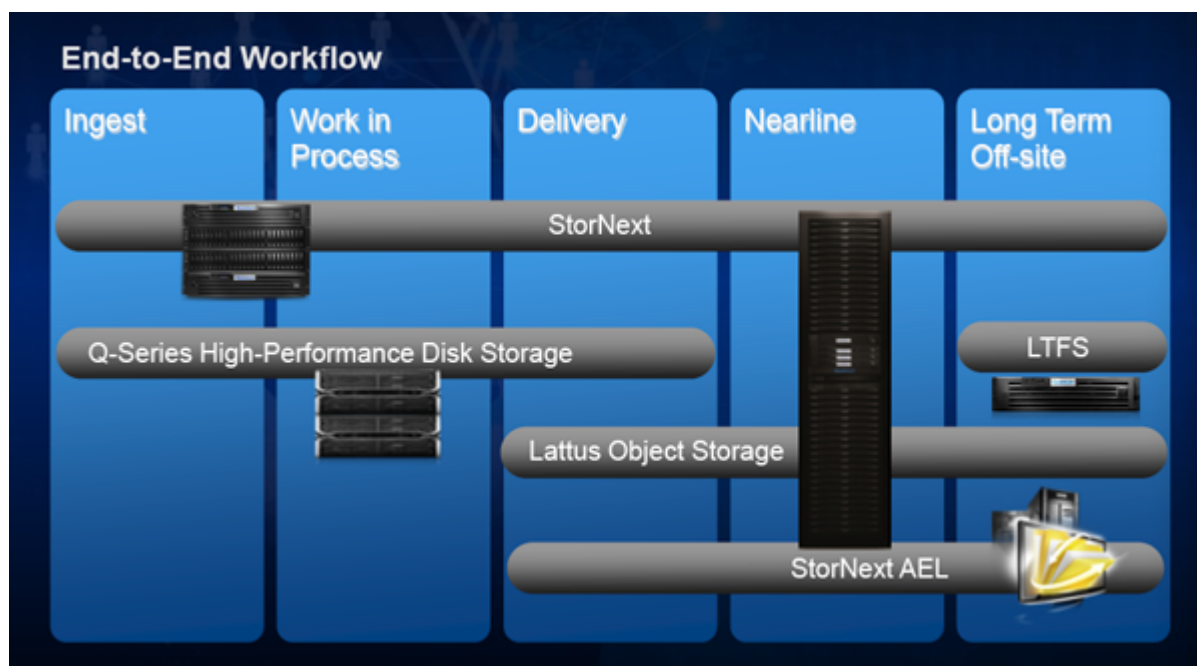 End-to-End Workflow
Ingest
Work in
Process
Delivery
Nearline
Long Term
Off-site
StorNext
Q-Series High-Performance Disk Storage
LTFS
Lattus Object Storage
StorNext AEL